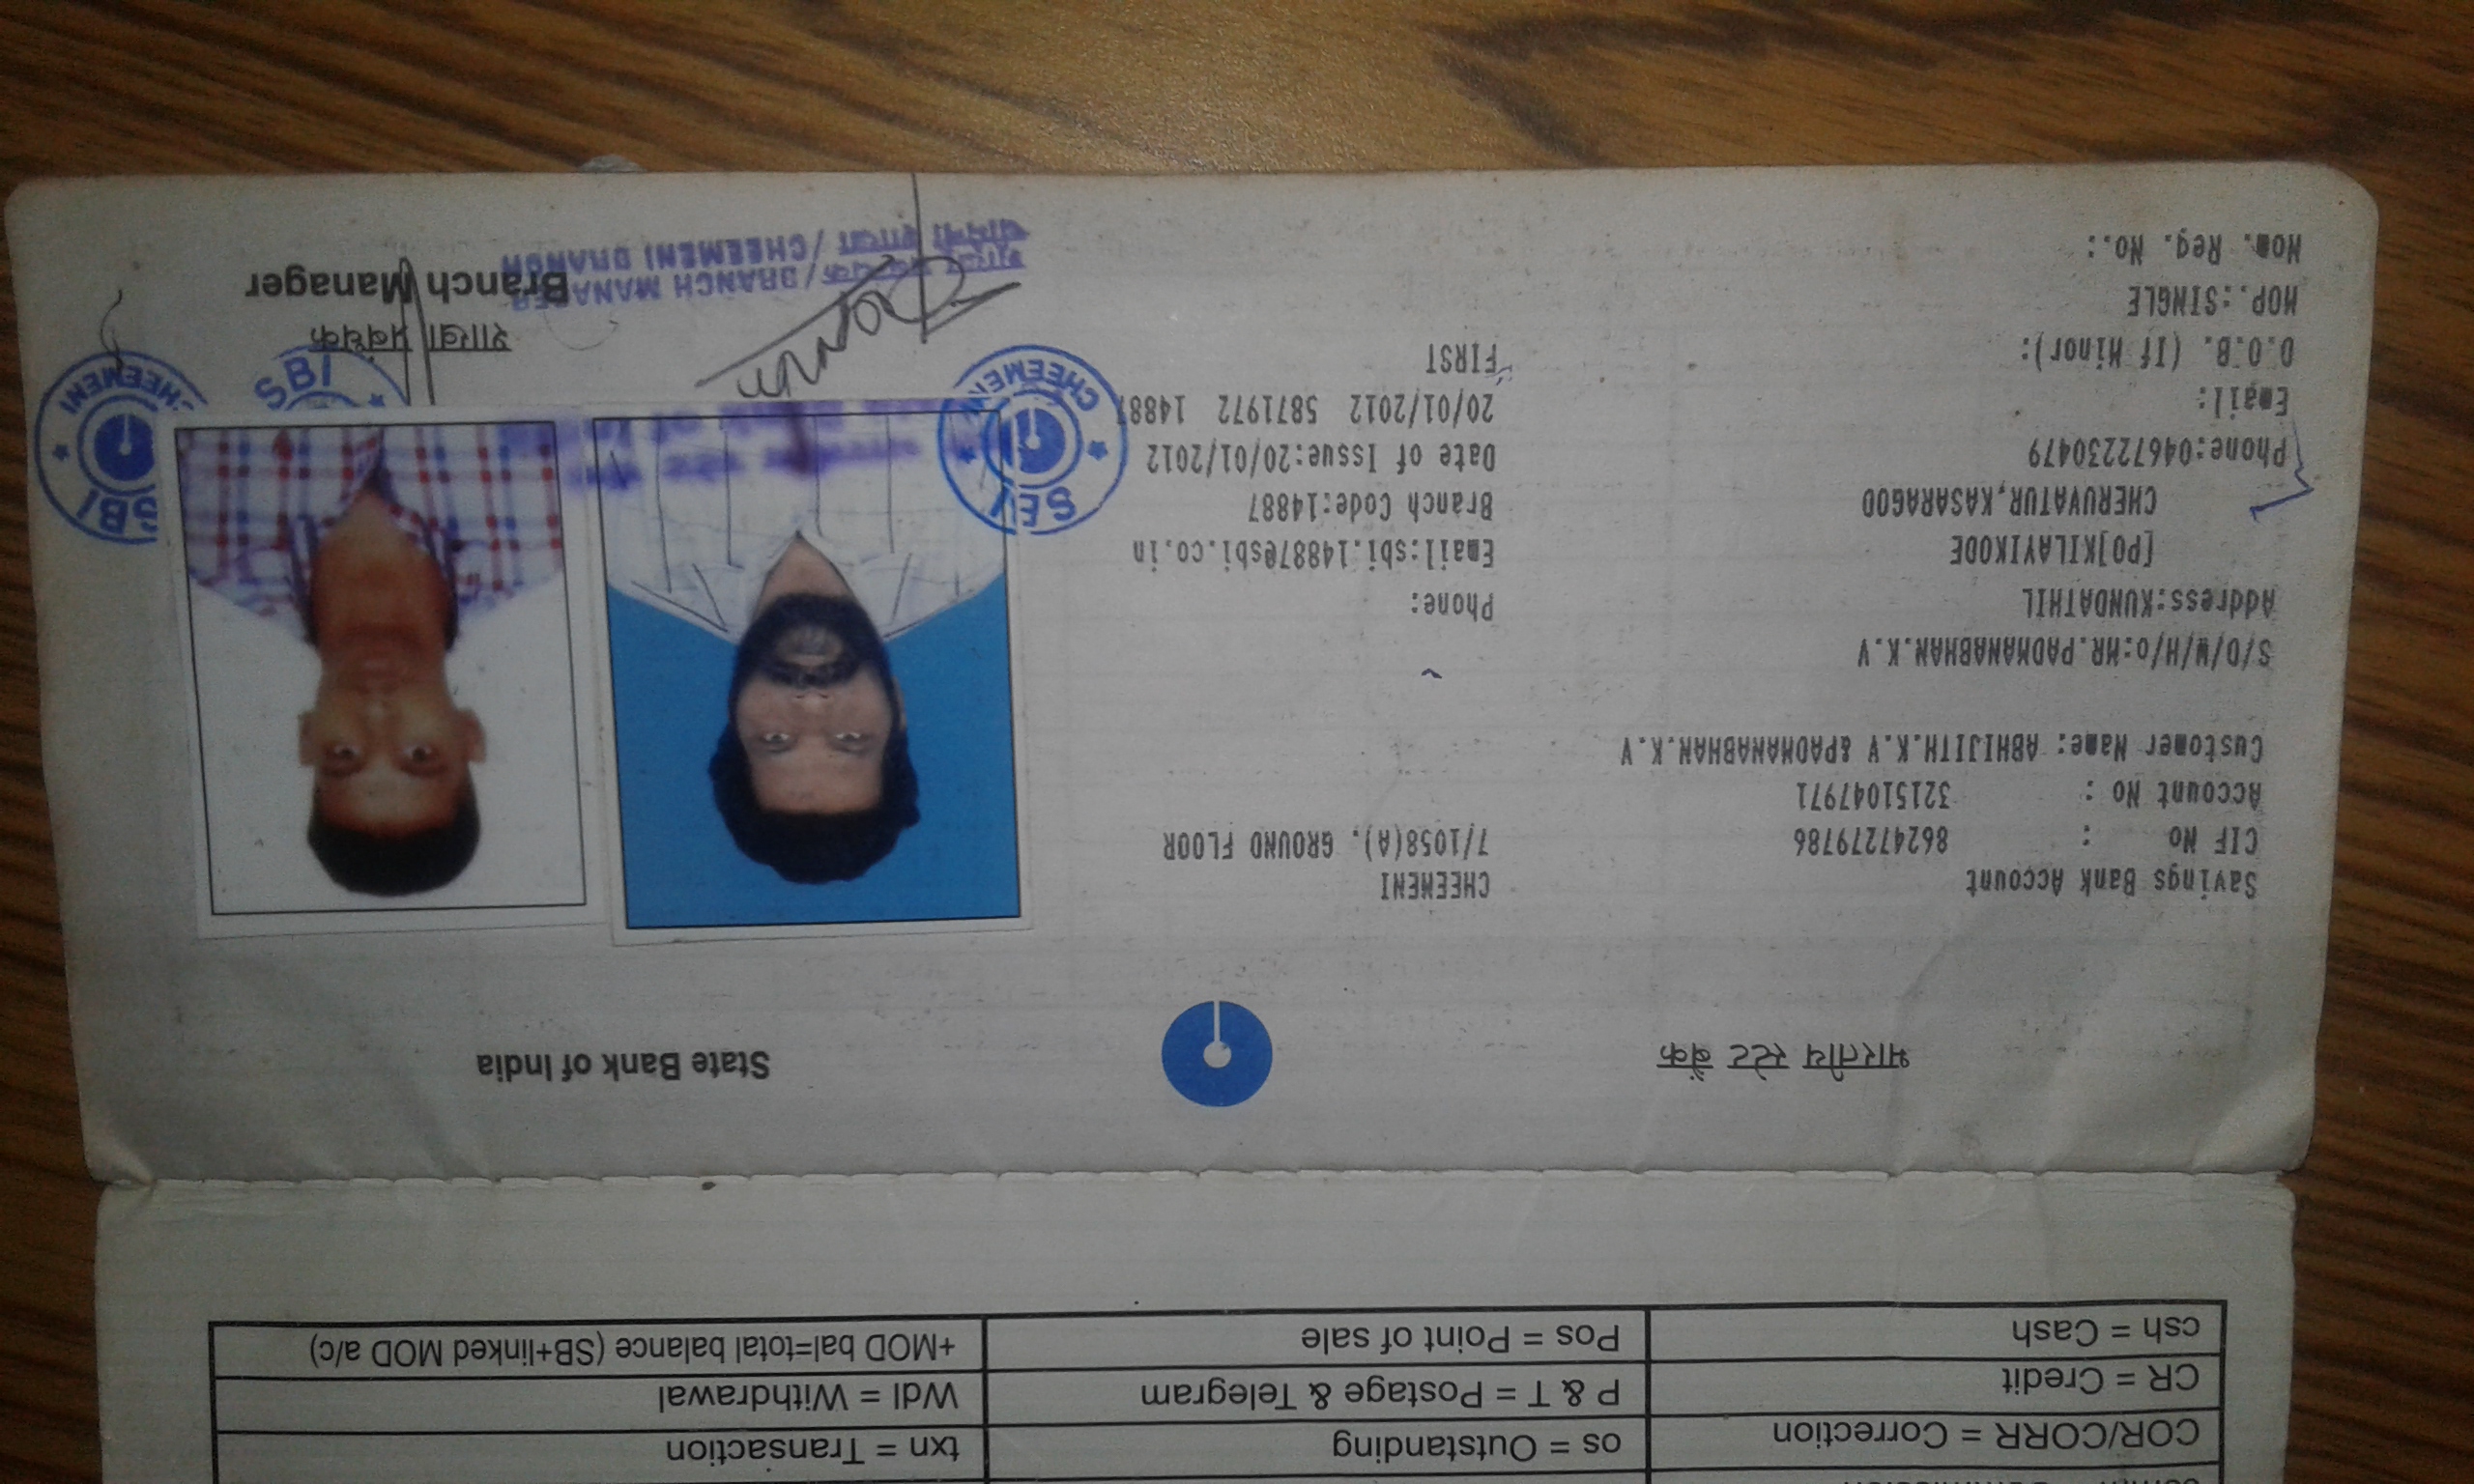 COR/CORR = Correction
os = Outstanding
txn = Transaction
CR = Credit
P & T = Postage & Telegram
Wdl = Withdrawal
csh = Cash
Pos = Point of sale
+MOD bal=total balance (SB+linked MOD a/c)
भारतीय स्टेट बैंक
State Bank of India
Savings Bank Account
CIF No : 86247279786
Account No : 32151047971
Customer Name: ABHIJITH.K.V &PADMANABHAN.K.V
S/D/W/H/o:MR.PADMANABHAN.K.V
Address:KUNDATHIL
[PO]KILAYIKODE
CHERUVATUR,KASARAGOD
Phone:04672230479
Email:
D.O.B. (If Minor):
MOP.:SINGLE
Nom. Reg. No.:
CHEEMENI
7/1058(A). GROUND FLOOR
Phone:
Email:sbi.14887@sbi.co.in
Branch Code:14887
Date of Issue:20/01/2012
20/01/2012 5871972 14887
FIRST
SBI
CHEEMENI
SBI
SBI
CHEEMENI
शाखा प्रबंधक
Branch Manager
शाखा प्रबन्धक/BRANCH MANAGER
चीमेनी शाखा /CHEEMENI BRANCH